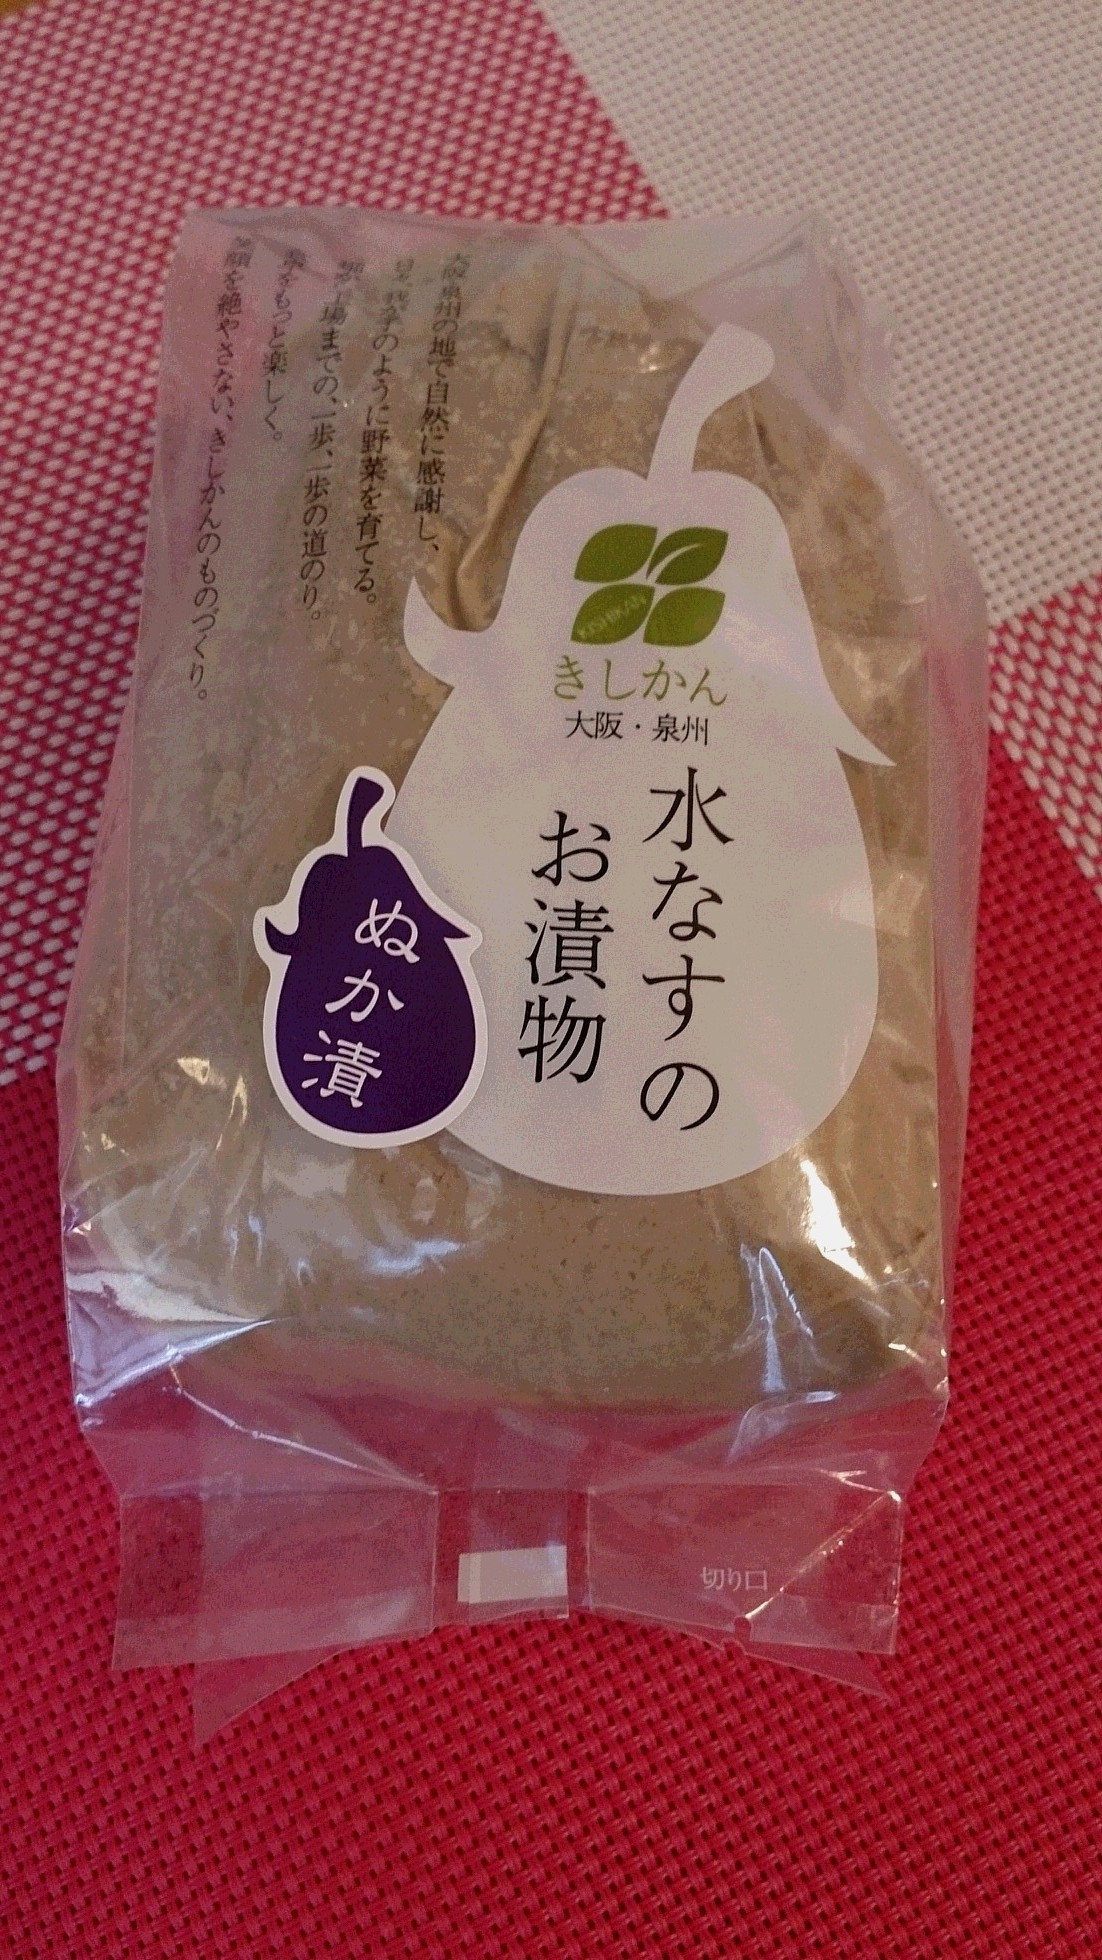 大阪泉州の地で自然に感謝し、
我が子のように野菜を育てる。
場までの、一歩、一歩の道のり。
をもっと楽しく。
笑顔を絶やさない、きしかんのものづくり。
KISHIKAN
きしかん
大阪・泉州
水なすの
お漬物
ぬか漬
切り口